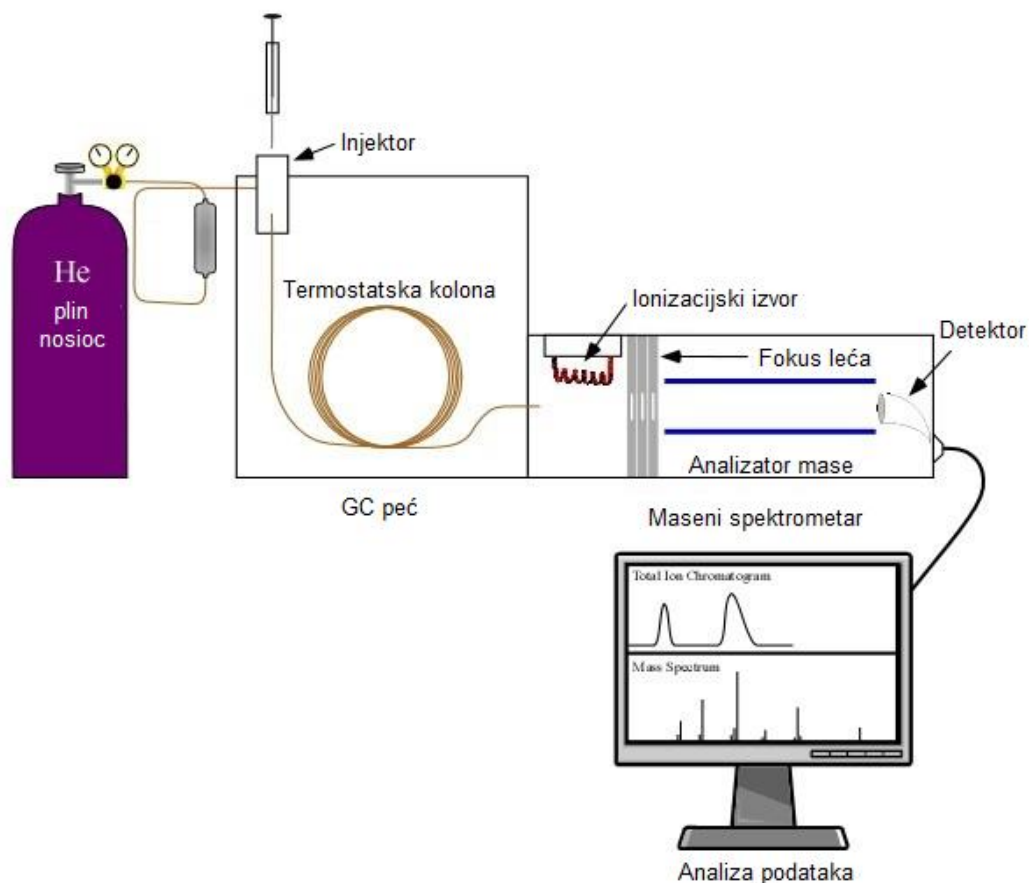 Injektor
He
plin
nosioc
Termostatska kolona
Ionizacijski izvor
Fokus leća
Detektor
Analizator mase
GC peć
Maseni spektrometar
Total Ion Chromatogram
Mass Spectrum
Analiza podataka